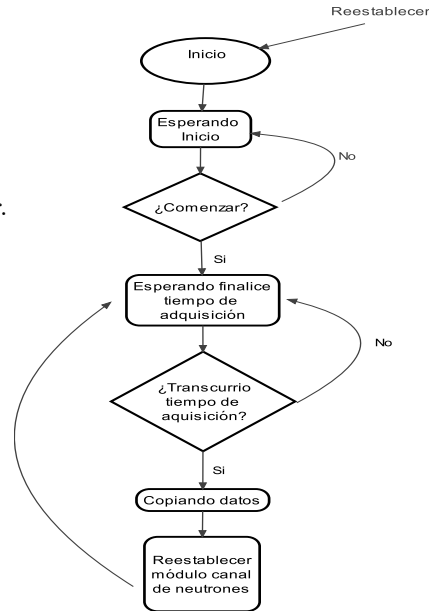 Reestablecer
Inicio
Esperando
Inicio
No
¿Comenzar?
Si
Esperando finalice
tiempo de
adquisición
No
¿Transcurrio
tiempo de
aquisición?
Si
Copiando datos
Reestablecer
módulo canal
de neutrones